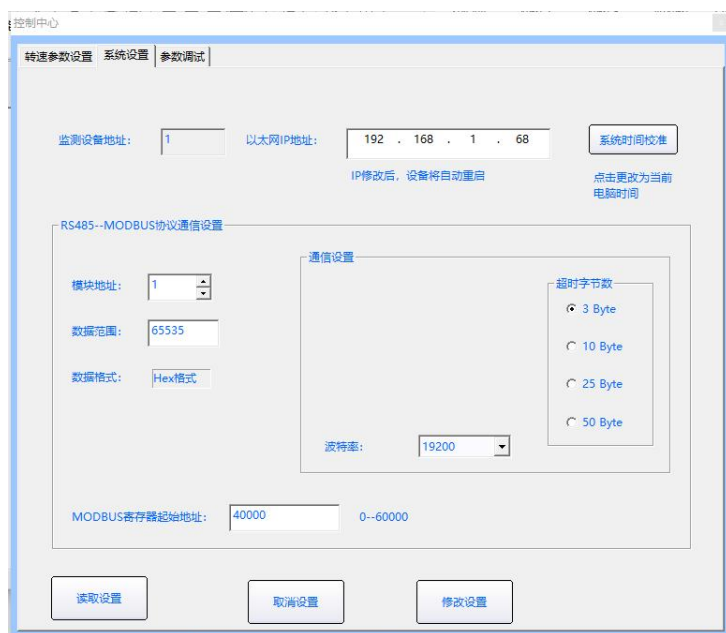 控制中心
转速参数设置 系统设置 参数调试
监测设备地址: 1 以太网IP地址: 192 . 168 . 1 . 68 系统时间校准
IP修改后，设备将自动重启
点击更改为当前
电脑时间
RS485--MODBUS协议通信设置
通信设置
模块地址: 1
超时字节数
3 Byte
数据范围: 65535
10 Byte
数据格式: Hex格式
25 Byte
50 Byte
波特率: 19200
MODBUS寄存器起始地址: 40000 0--60000
读取设置 取消设置 修改设置